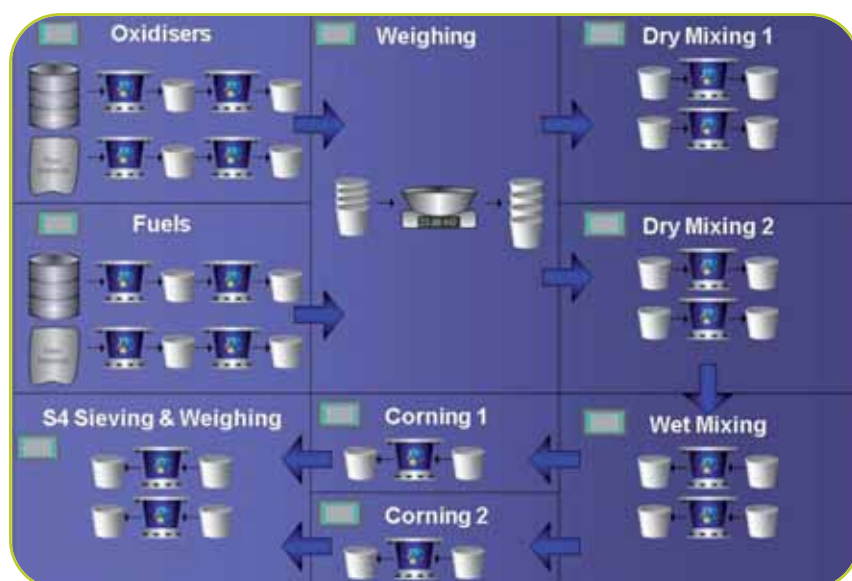 Oxidisers
Weighing
Dry Mixing 1
Fuels
Dry Mixing 2
S4 Sieving & Weighing
Corning 1
Wet Mixing
Corning 2